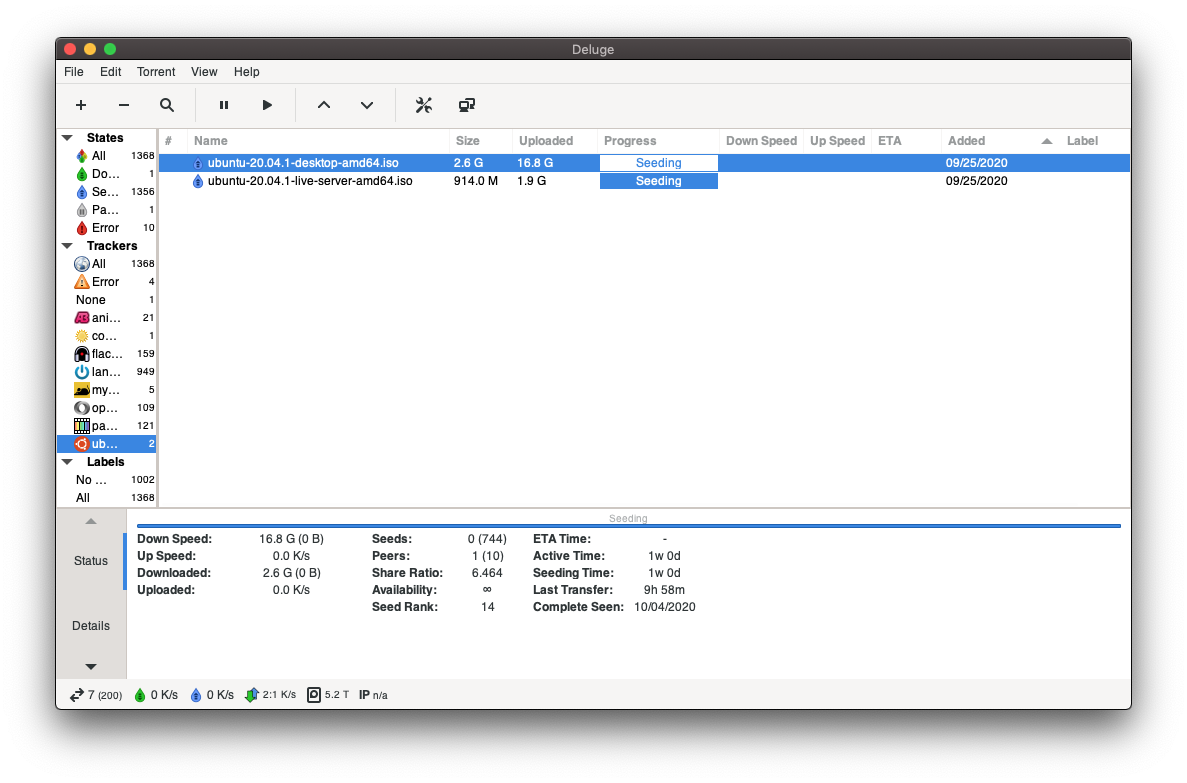 Deluge
File Edit Torrent View Help
States
All 1368
Do... 1
Se... 1356
Pa... 1
Error 10
Trackers
All 1368
Error 4
None 1
ani... 21
co... 1
flac... 159
lan... 949
my... 5
op... 109
pa... 121
ub... 2
Labels
No ... 1002
All 1368
# Name Size Uploaded Progress Down Speed Up Speed ETA Added Label
ubuntu-20.04.1-desktop-amd64.iso 2.6 G 16.8 G Seeding 09/25/2020
ubuntu-20.04.1-live-server-amd64.iso 914.0 M 1.9 G Seeding 09/25/2020
Status
Details
Seeding
Down Speed: 16.8 G (0 B) Seeds: 0 (744) ETA Time: -
Up Speed: 0.0 K/s Peers: 1 (10) Active Time: 1w 0d
Downloaded: 2.6 G (0 B) Share Ratio: 6.464 Seeding Time: 1w 0d
Uploaded: 0.0 K/s Availability: ∞ Last Transfer: 9h 58m
Seed Rank: 14 Complete Seen: 10/04/2020
7 (200) 0 K/s 0 K/s 2:1 K/s 5.2 T IP n/a